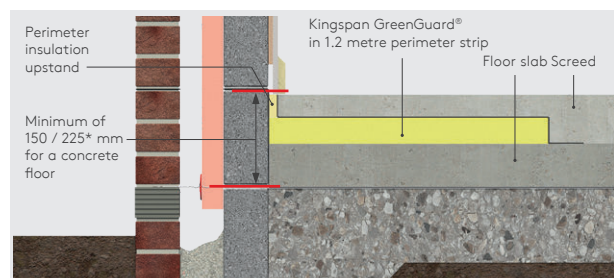 Perimeter
insulation
upstand
Kingspan GreenGuard®
in 1.2 metre perimeter strip
Floor slab Screed
Minimum of
150 / 225* mm
for a concrete
floor